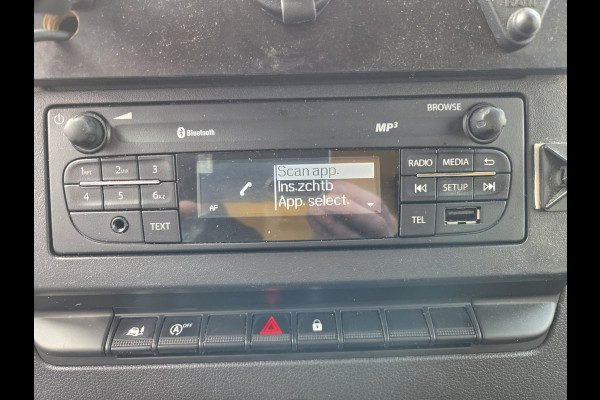 BROWSE
Bluetooth
MP3
1
2
3
4
5
6
TEXT
Scan app.
Ins.zchtb
App. select.
AF
RADIO MEDIA
SETUP
TEL
OFF